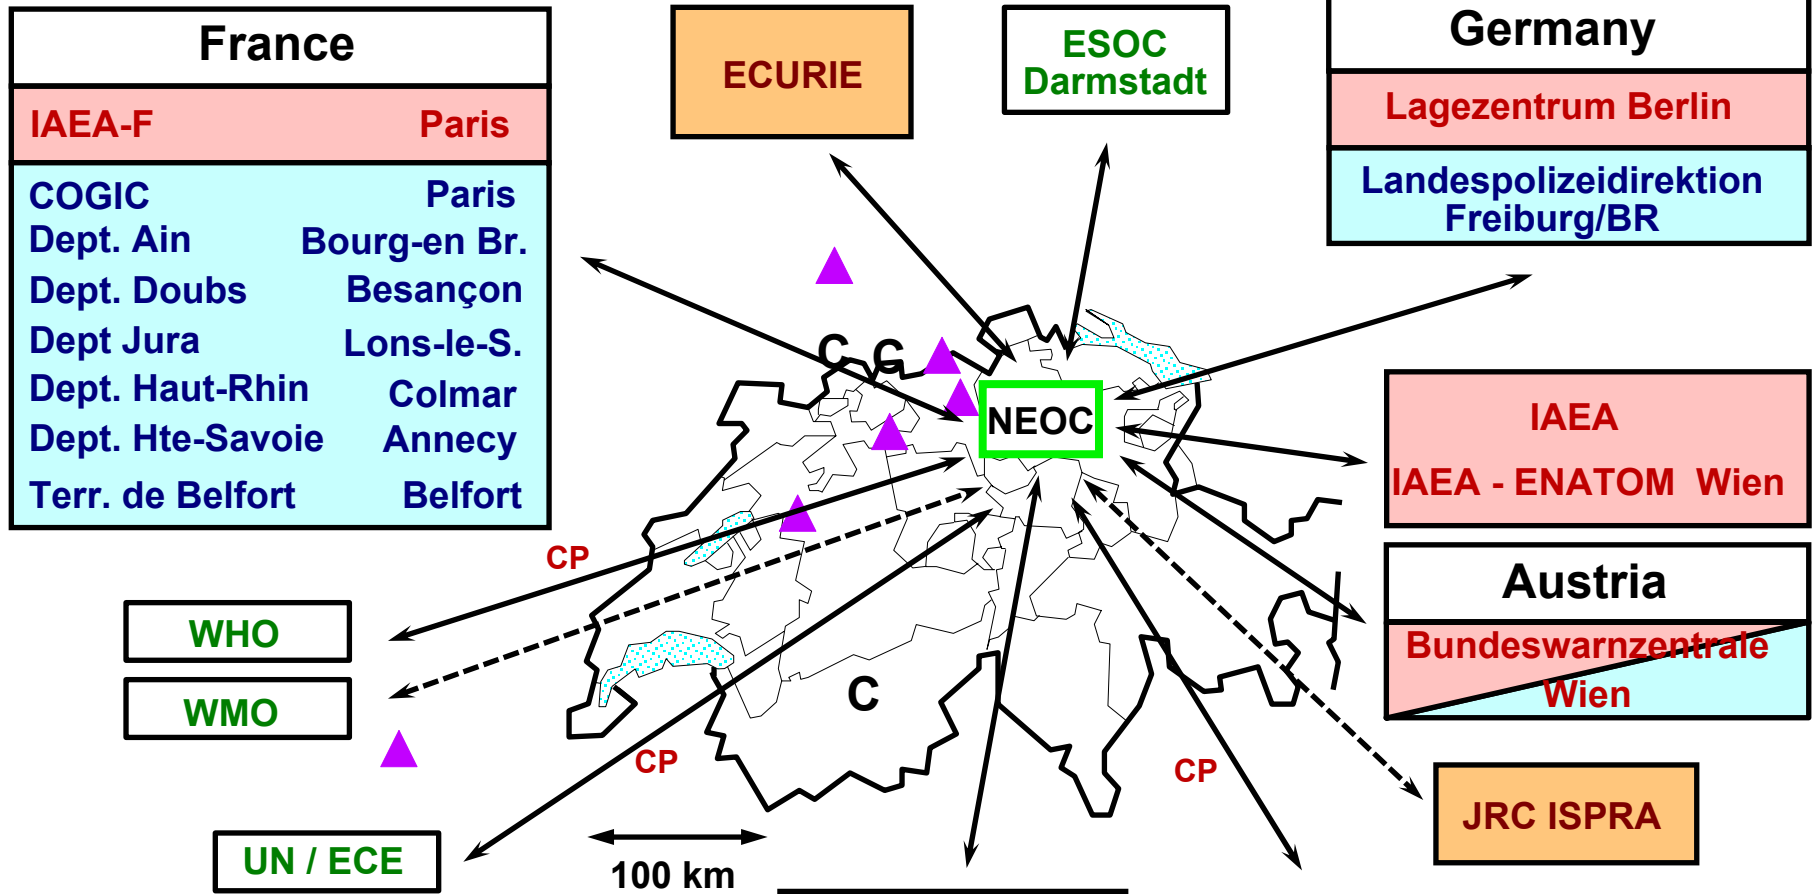 France
IAEA-F Paris
COGIC Paris
Dept. Ain Bourg-en Br.
Dept. Doubs Besançon
Dept Jura Lons-le-S.
Dept. Haut-Rhin Colmar
Dept. Hte-Savoie Annecy
Terr. de Belfort Belfort
ECURIE
ESOC
Darmstadt
Germany
Lagezentrum Berlin
Landespolizeidirektion
Freiburg/BR
C C
NEOC
IAEA
IAEA - ENATOM Wien
CP
Austria
Bundeswarnzentrale
Wien
WHO
WMO
C
CP
CP
JRC ISPRA
UN / ECE
100 km